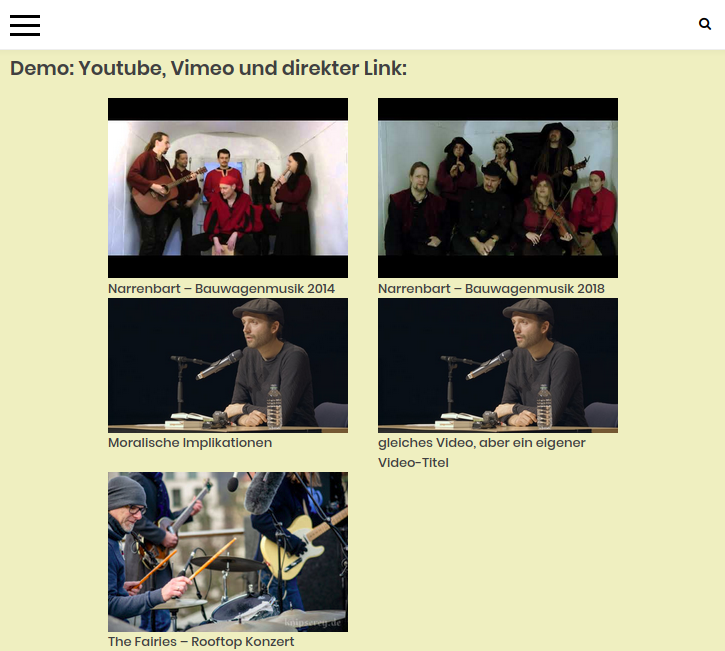 Demo: Youtube, Vimeo und direkter Link:
Narrenbart – Bauwagenmusik 2014
Narrenbart – Bauwagenmusik 2018
Moralische Implikationen
gleiches Video, aber ein eigener
Video-Titel
knipserey.de
The Fairies – Rooftop Konzert